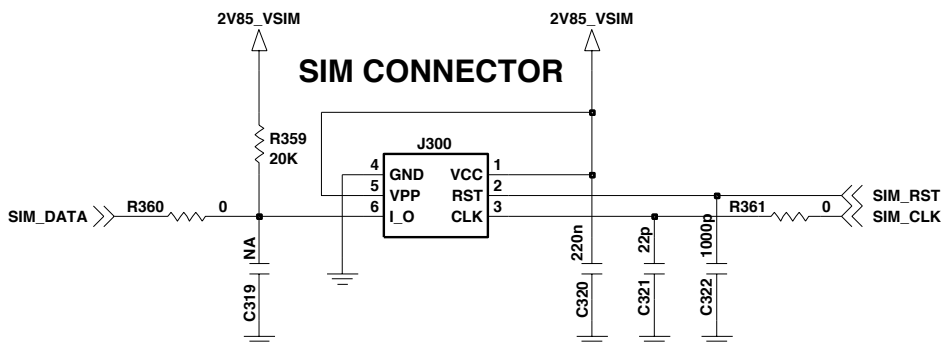 2V85_VSIM
2V85_VSIM
SIM CONNECTOR
R359
20K
J300
4
GND
VCC
1
5
VPP
RST
2
6
I_O
CLK
3
SIM_DATA
R360
0
R361
0
SIM_RST
SIM_CLK
NA
C319
220n
C320
22p
C321
1000p
C322